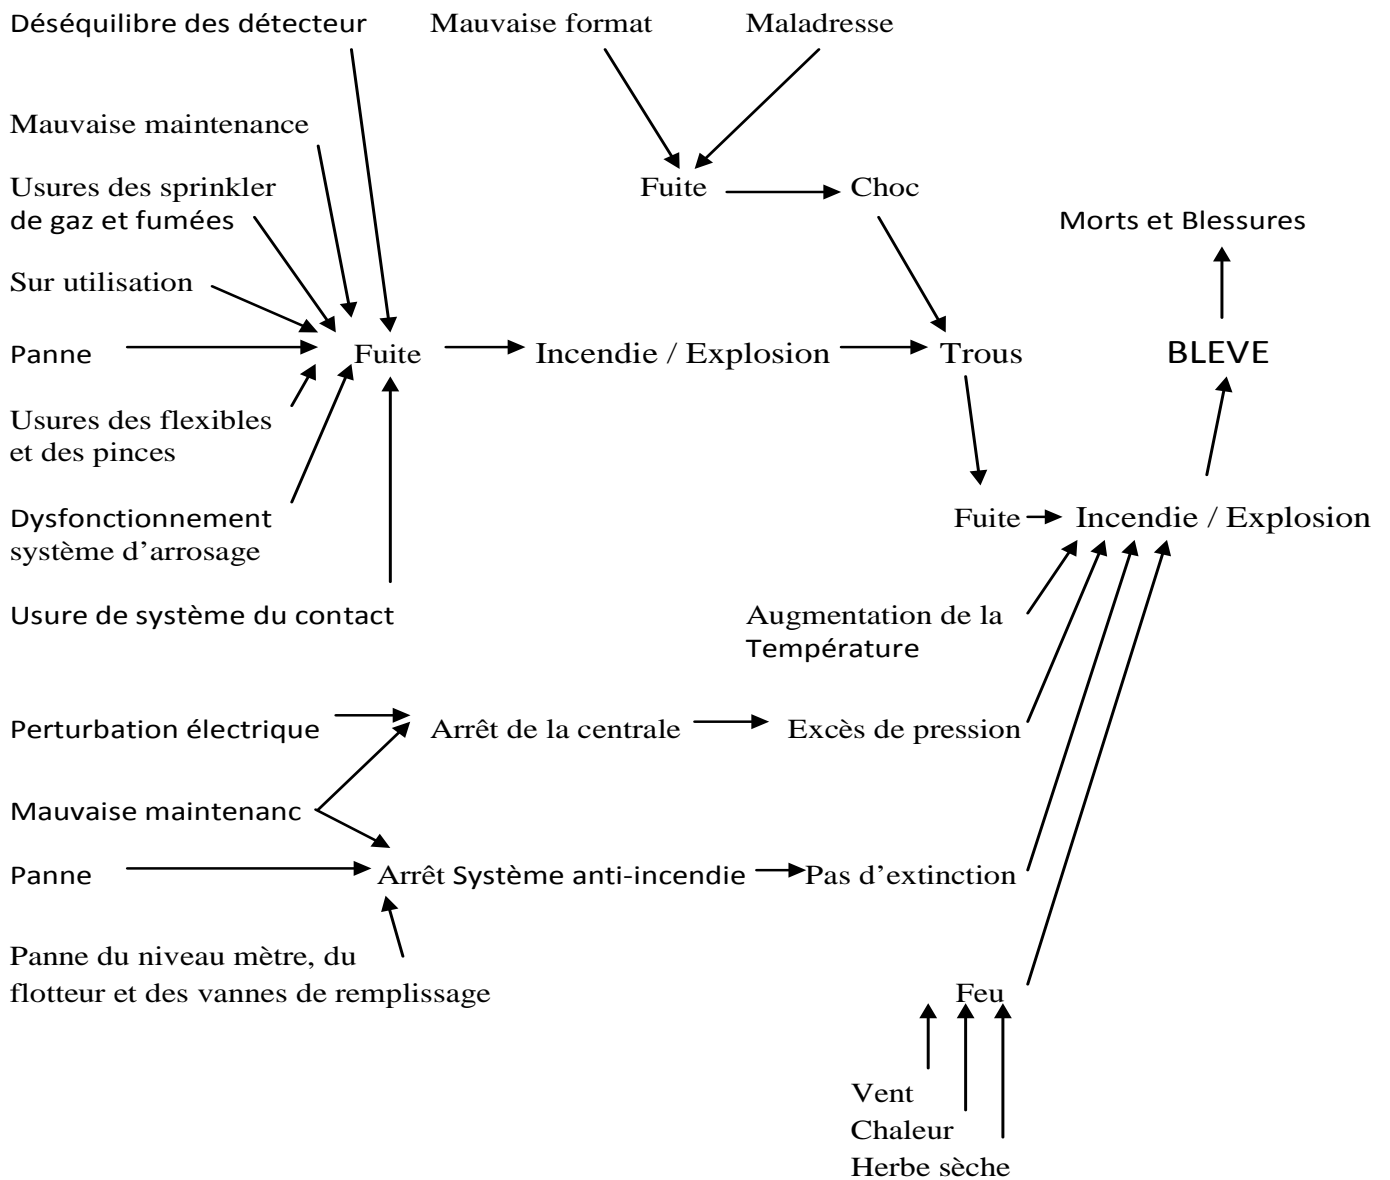 Déséquilibre des détecteur
Mauvaise format
Maladresse
Mauvaise maintenance
Usures des sprinkler
de gaz et fumées
Fuite
Choc
Morts et Blessures
Sur utilisation
Panne
Fuite
Incendie / Explosion
Trous
BLEVE
Usures des flexibles
et des pinces
Dysfonctionnement
système d’arrosage
Fuite
Incendie / Explosion
Usure de système du contact
Augmentation de la
Température
Perturbation électrique
Arrêt de la centrale
Excès de pression
Mauvaise maintenanc
Panne
Arrêt Système anti-incendie
Pas d’extinction
Panne du niveau mètre, du
flotteur et des vannes de remplissage
Feu
Vent
Chaleur
Herbe sèche